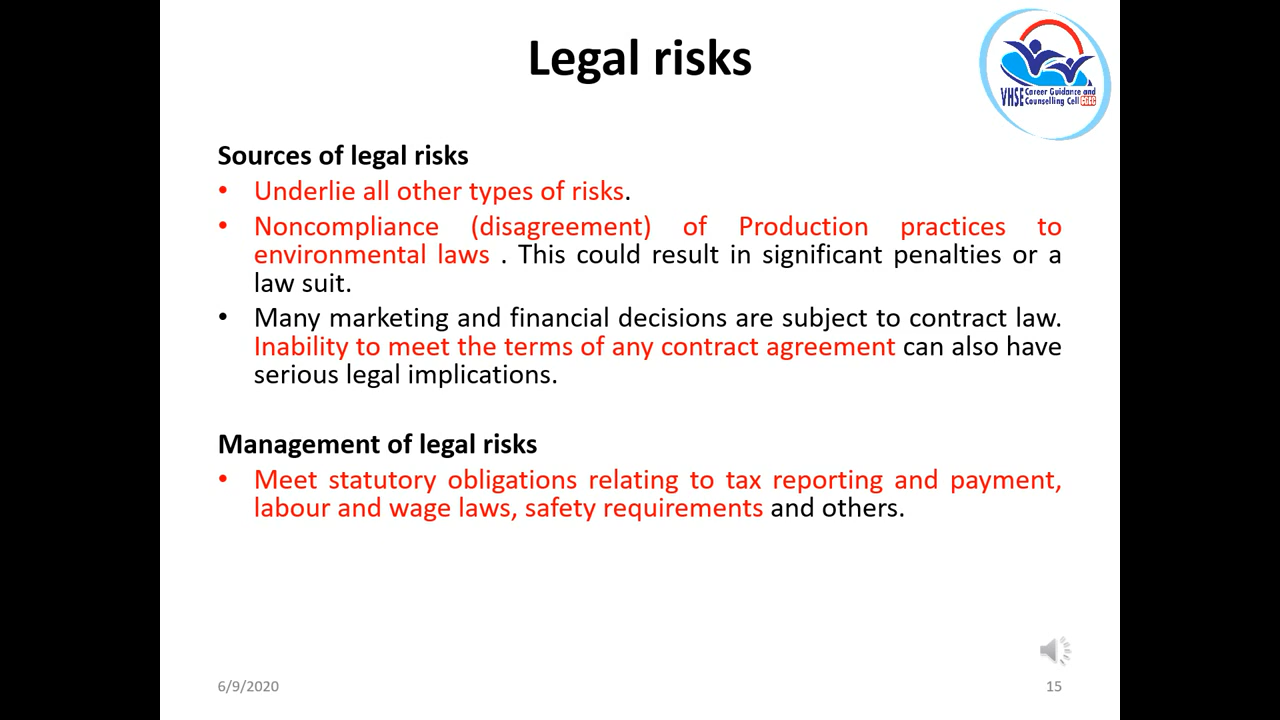 Legal risks
VHSE Career Guidance and
Counselling Cell CGCC
Sources of legal risks
• Underlie all other types of risks.
• Noncompliance (disagreement) of Production practices to
environmental laws . This could result in significant penalties or a
law suit.
• Many marketing and financial decisions are subject to contract law.
Inability to meet the terms of any contract agreement can also have
serious legal implications.
Management of legal risks
• Meet statutory obligations relating to tax reporting and payment,
labour and wage laws, safety requirements and others.
6/9/2020
15